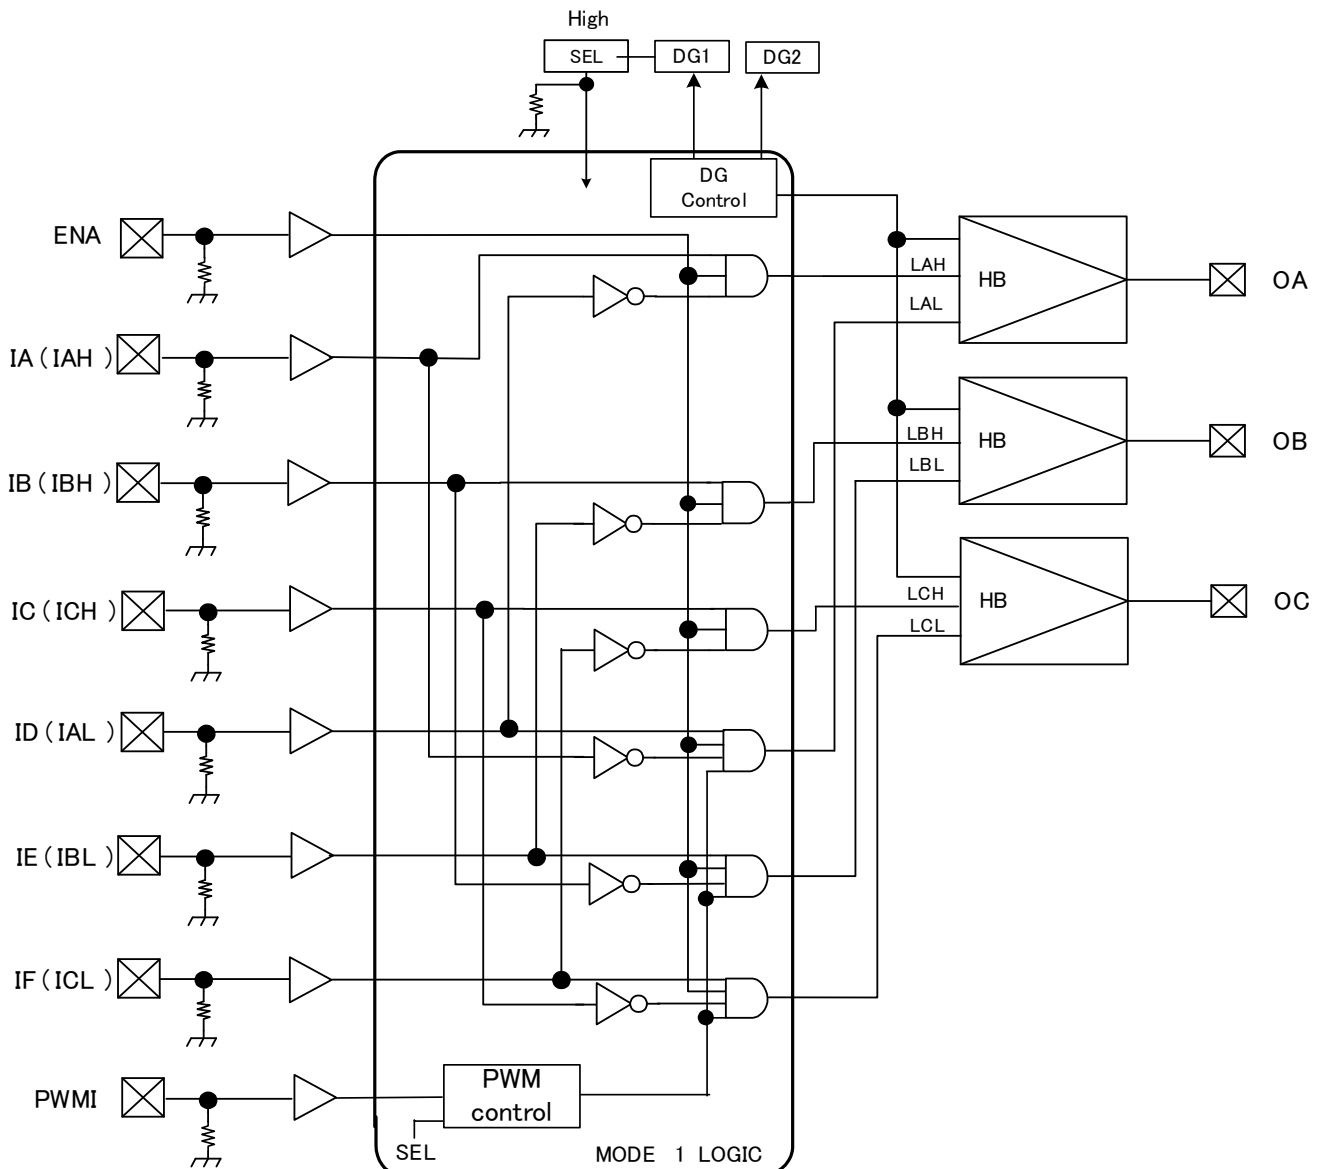 High
SEL
DG1
DG2
DG
Control
ENA
LAH
HB
OA
LAL
IA (IAH )
LBH
HB
OB
LBL
IB (IBH )
IC (ICH )
LCH
HB
OC
LCL
ID (IAL )
IE (IBL )
IF (ICL )
PWMI
PWM
control
SEL
MODE 1 LOGIC